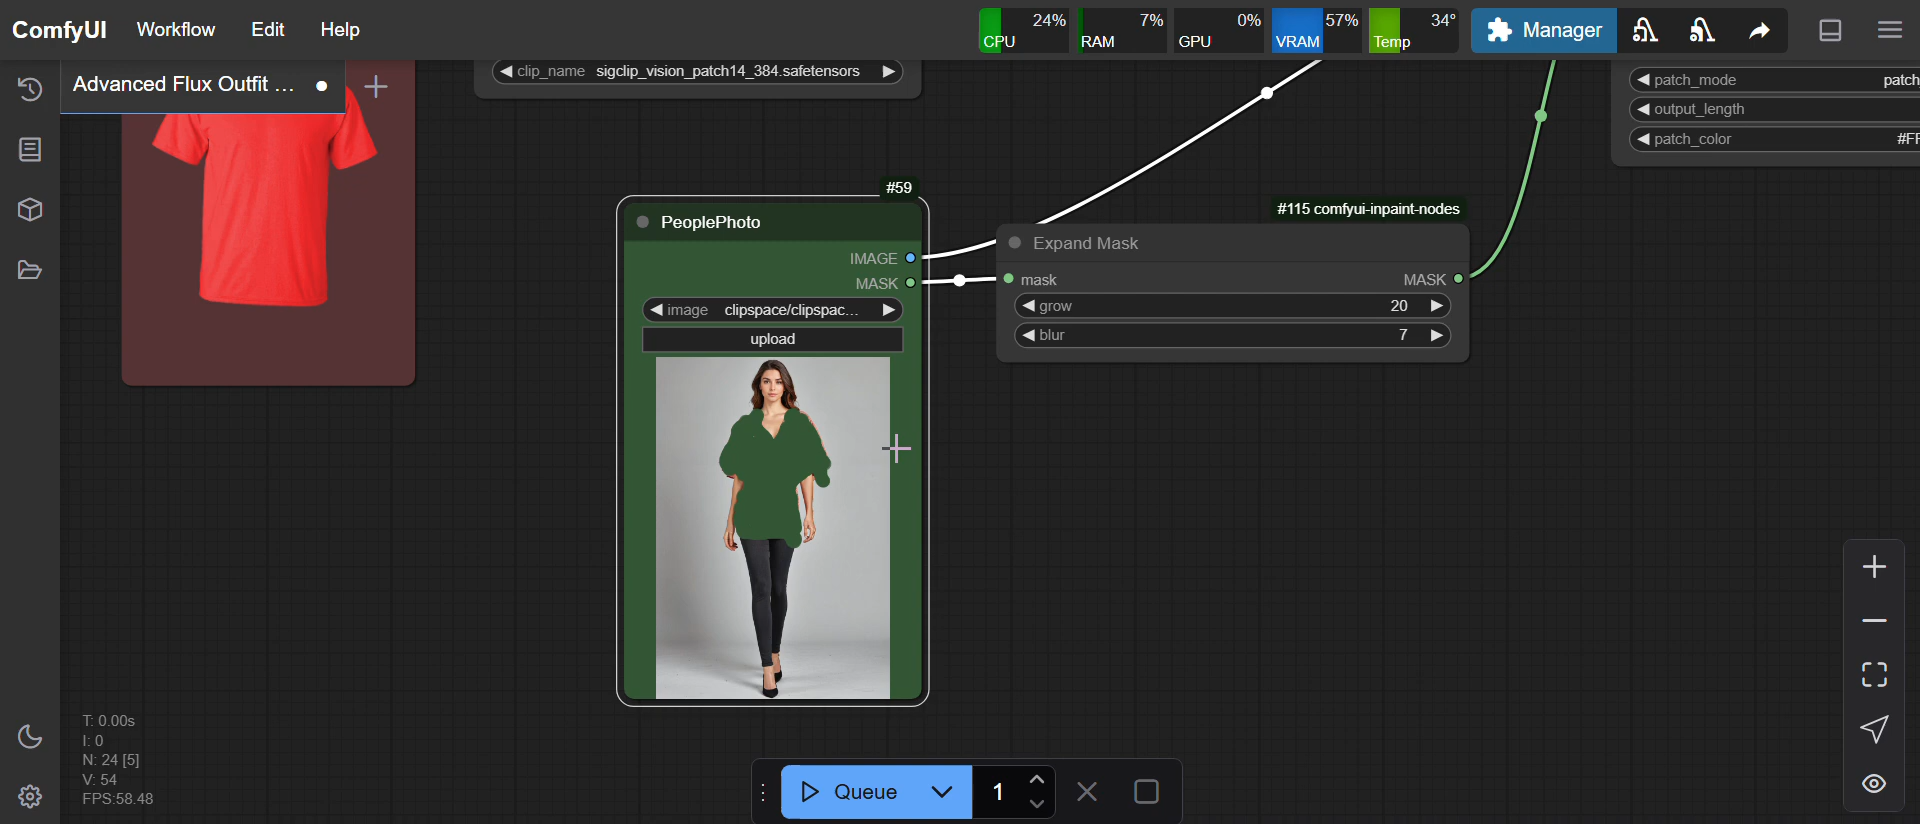 ComfyUI Workflow Edit Help
CPU 24% RAM 7% GPU 0% VRAM 57% Temp 34° Manager
Advanced Flux Outfit ...
clip_name sigclip_vision_patch14_384.safetensors
patch_mode patch_
output_length
patch_color #FF
#59
PeoplePhoto
IMAGE
MASK
image clipspace/clipspac...
upload
#115 comfyui-inpaint-nodes
Expand Mask
mask MASK
grow 20
blur 7
T: 0.00s
I: 0
N: 24 [5]
V: 54
FPS:58.48
Queue 1